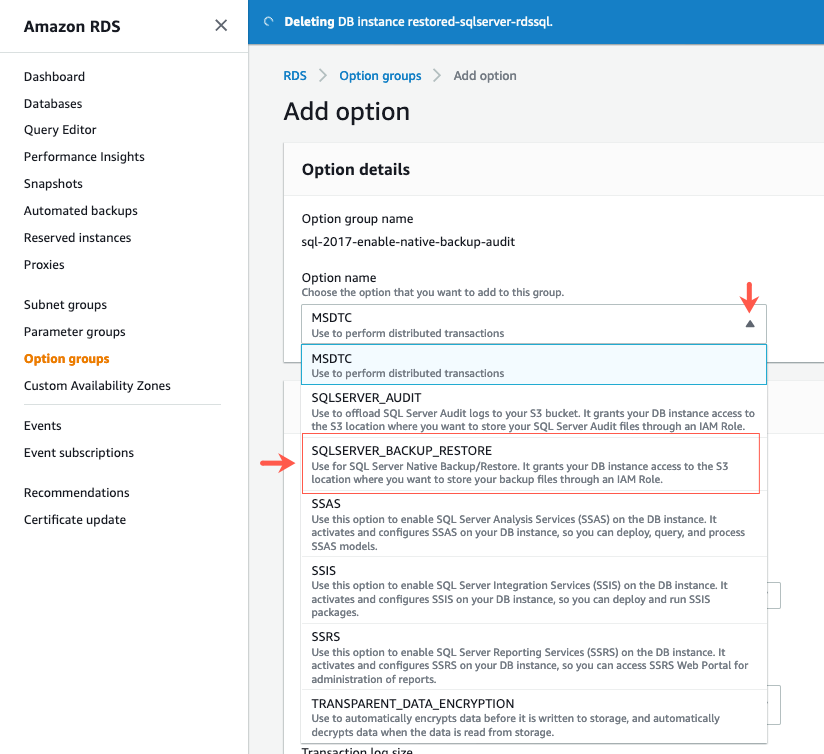 Amazon RDS
Dashboard
Databases
Query Editor
Performance Insights
Snapshots
Automated backups
Reserved instances
Proxies
Subnet groups
Parameter groups
Option groups
Custom Availability Zones
Events
Event subscriptions
Recommendations
Certificate update
Deleting DB instance restored-sqlserver-rdssql.
RDS > Option groups > Add option
Add option
Option details
Option group name
sql-2017-enable-native-backup-audit
Option name
Choose the option that you want to add to this group.
MSDTC
Use to perform distributed transactions
MSDTC
Use to perform distributed transactions
SQLSERVER_AUDIT
Use to offload SQL Server Audit logs to your S3 bucket. It grants your DB instance access to
the S3 location where you want to store your SQL Server Audit files through an IAM Role.
SQLSERVER_BACKUP_RESTORE
Use for SQL Server Native Backup/Restore. It grants your DB instance access to the S3
location where you want to store your backup files through an IAM Role.
SSAS
Use this option to enable SQL Server Analysis Services (SSAS) on the DB instance. It
activates and configures SSAS on your DB instance, so you can deploy, query, and process
SSAS models.
SSIS
Use this option to enable SQL Server Integration Services (SSIS) on the DB instance. It
activates and configures SSIS on your DB instance, so you can deploy and run SSIS
packages.
SSRS
Use this option to enable SQL Server Reporting Services (SSRS) on the DB instance. It
activates and configures SSRS on your DB instance, so you can access SSRS Web Portal for
administration of reports.
TRANSPARENT_DATA_ENCRYPTION
Use to automatically encrypts data before it is written to storage, and automatically
decrypts data when the data is read from storage.
Transaction log size